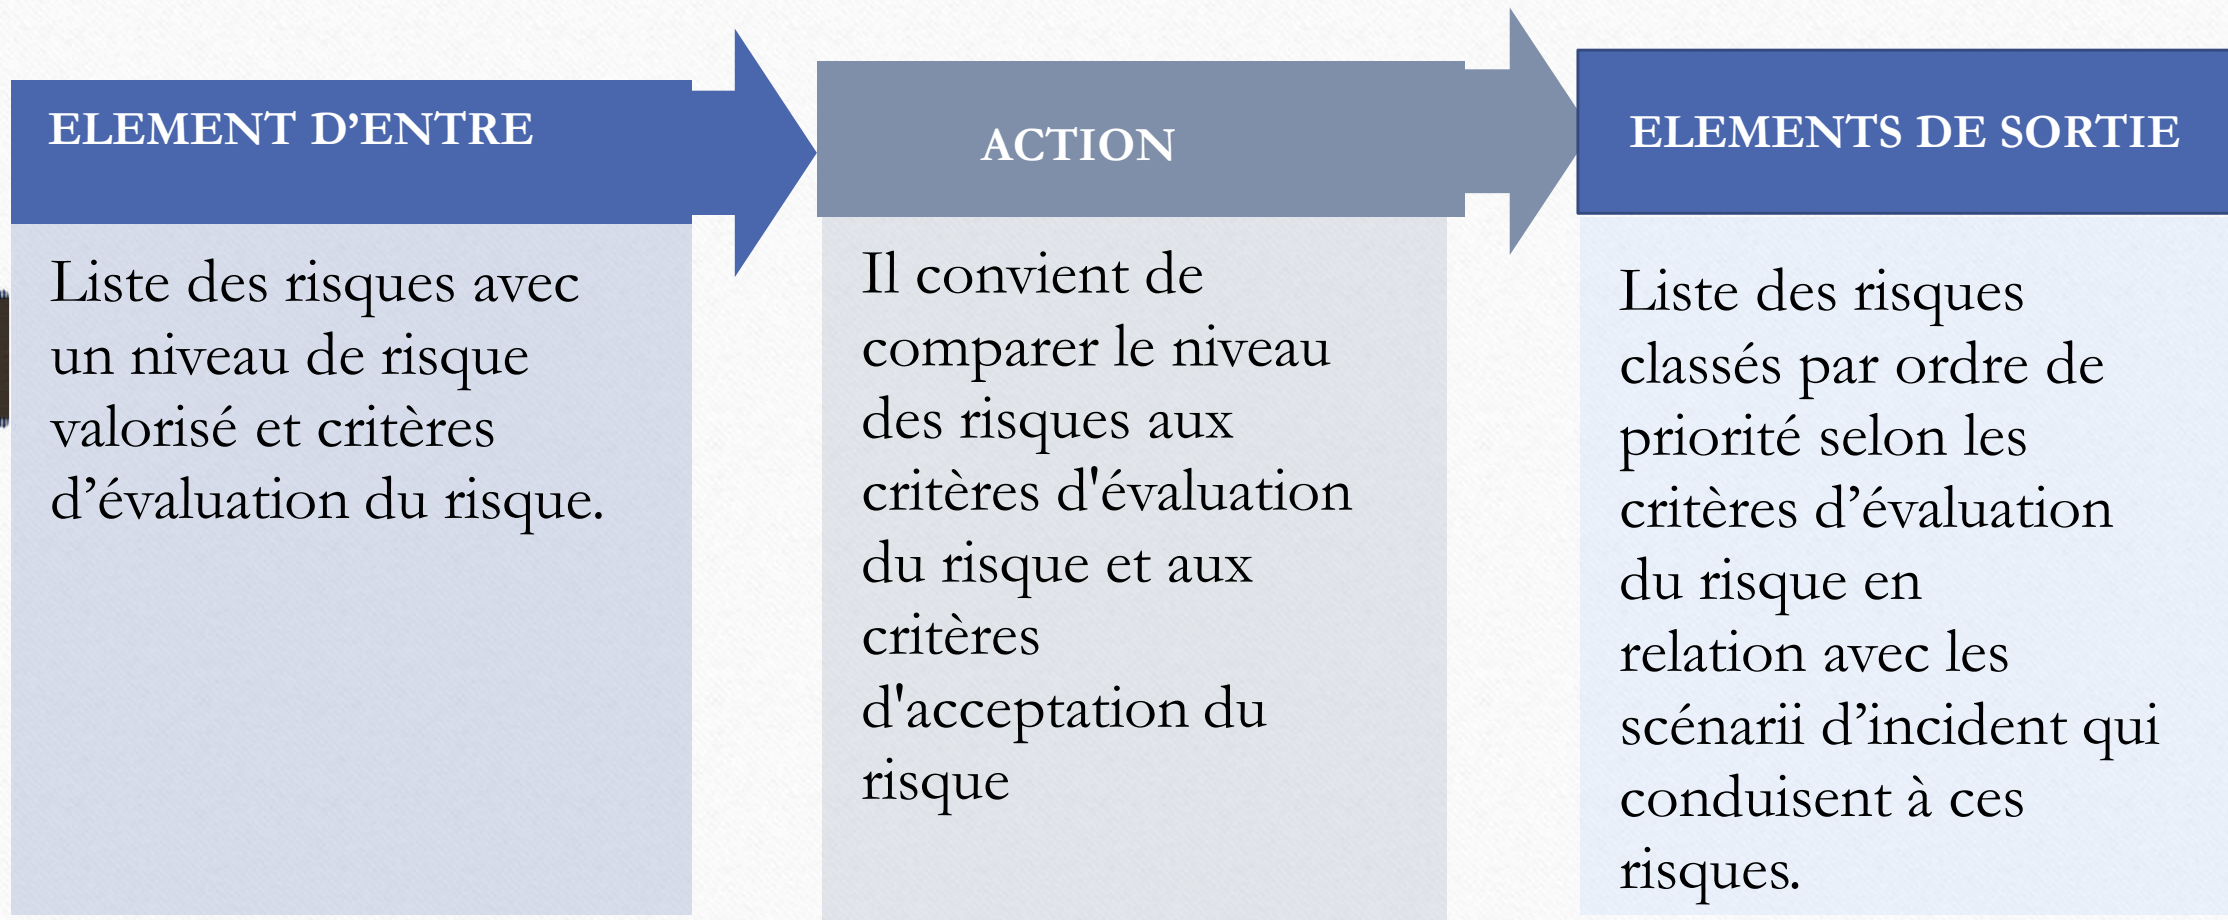 ELEMENT D’ENTRE
Liste des risques avec
un niveau de risque
valorisé et critères
d’évaluation du risque.
ACTION
Il convient de
comparer le niveau
des risques aux
critères d'évaluation
du risque et aux
critères
d'acceptation du
risque
ELEMENTS DE SORTIE
Liste des risques
classés par ordre de
priorité selon les
critères d’évaluation
du risque en
relation avec les
scénarii d’incident qui
conduisent à ces
risques.